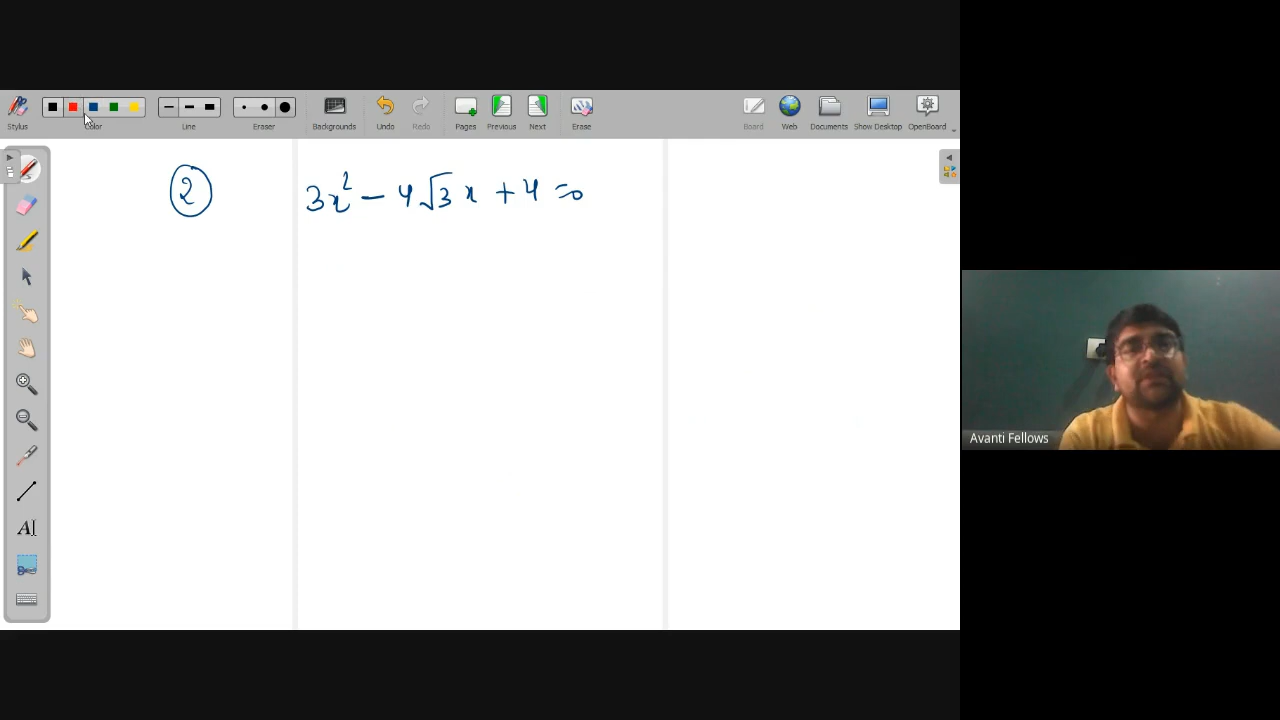 Stylus
Color
Line
Eraser
Backgrounds
Undo
Redo
Pages
Previous
Next
Erase
Board
Web
Documents
Show Desktop
OpenBoard
② 3x² − 4√3 x + 4 = 0
AI
Avanti Fellows